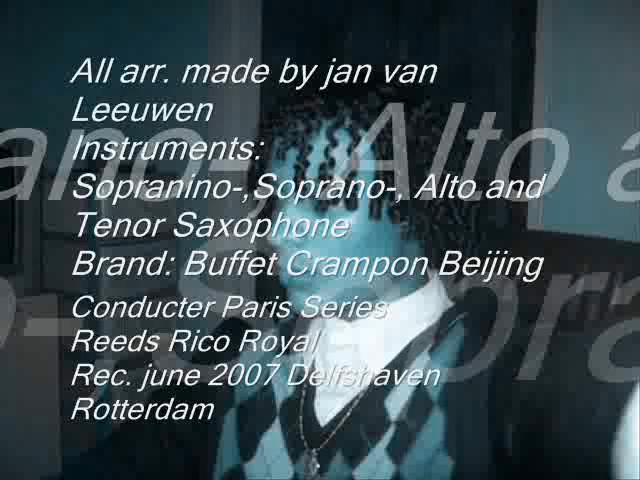 All arr. made by jan van
Leeuwen
Instruments:
Sopranino-,Soprano-, Alto and
Tenor Saxophone
Brand: Buffet Crampon Beijing
Conducter Paris Series
Reeds Rico Royal
Rec. june 2007 Delfshaven
Rotterdam
Alto